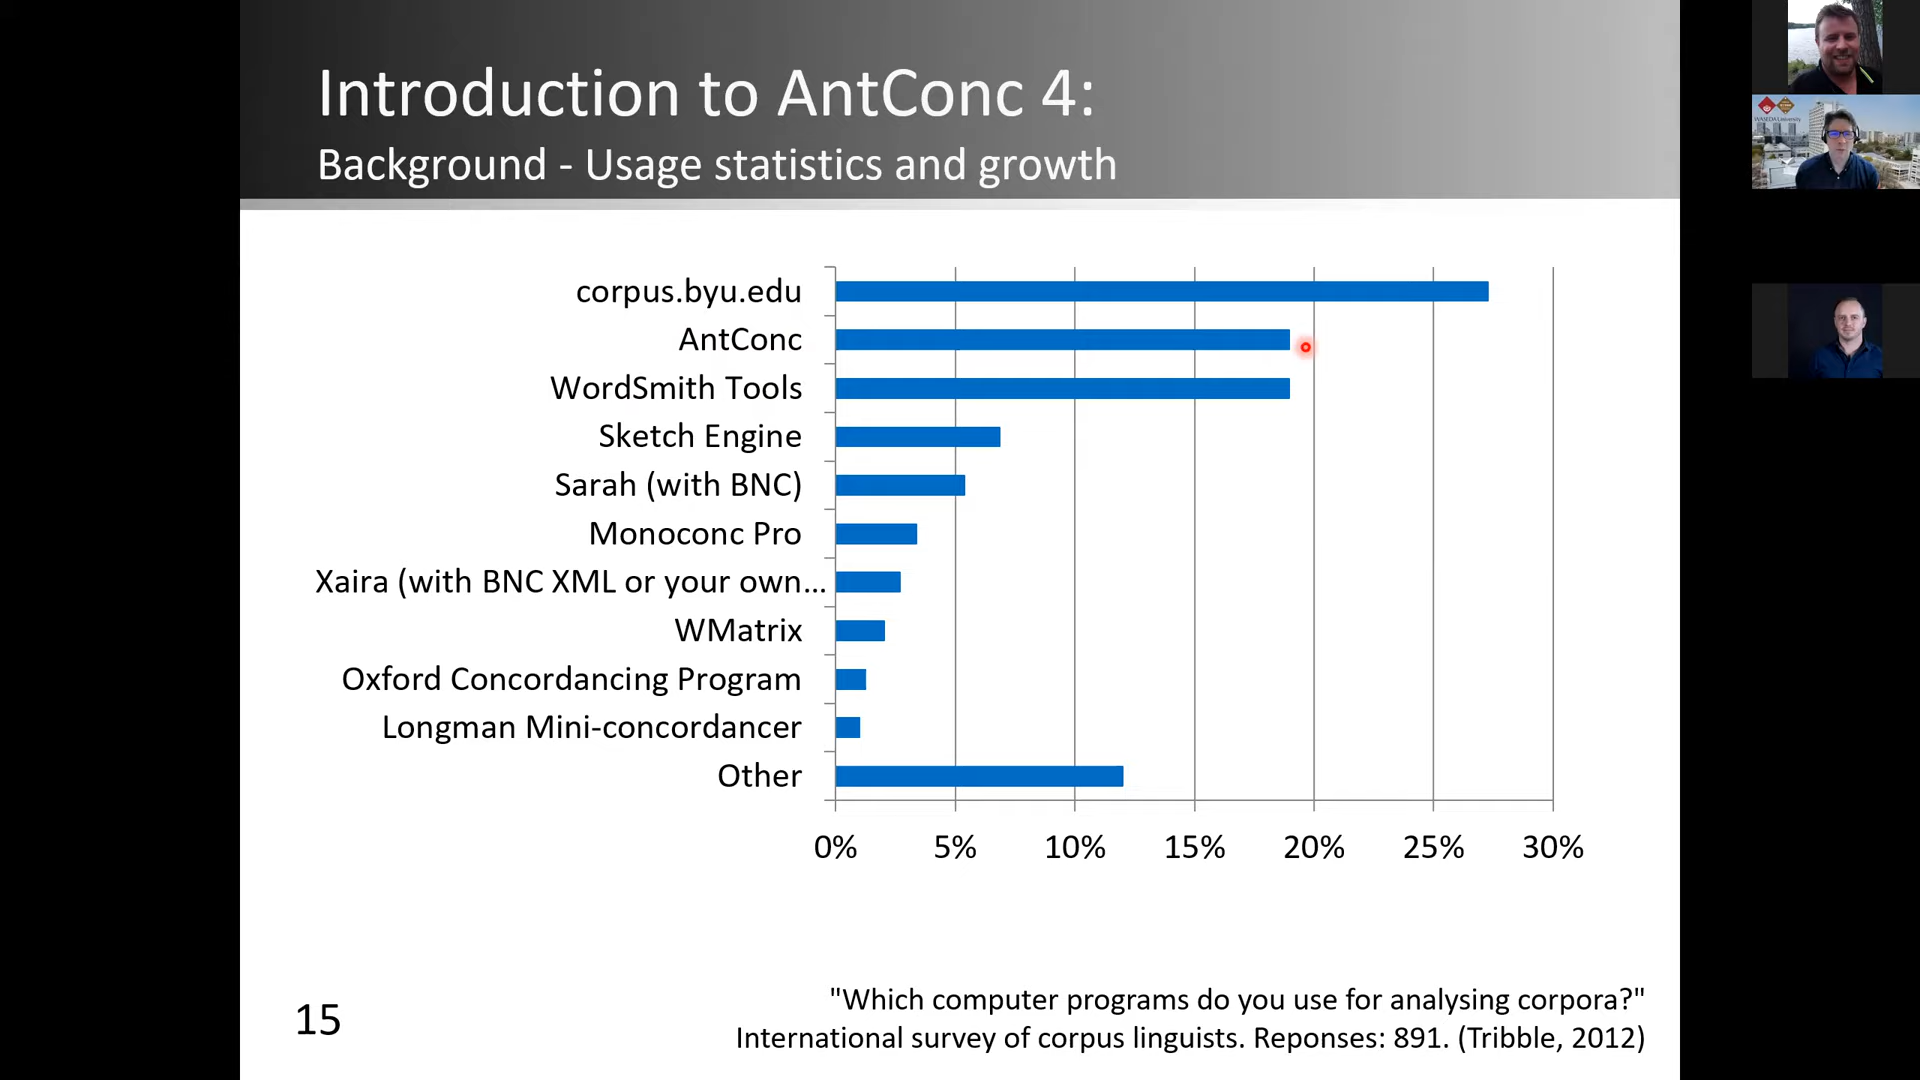 Introduction to AntConc 4:
Background - Usage statistics and growth
corpus.byu.edu
AntConc
WordSmith Tools
Sketch Engine
Sarah (with BNC)
Monoconc Pro
Xaira (with BNC XML or your own...
WMatrix
Oxford Concordancing Program
Longman Mini-concordancer
Other
0% 5% 10% 15% 20% 25% 30%
"Which computer programs do you use for analysing corpora?"
International survey of corpus linguists. Reponses: 891. (Tribble, 2012)
15
WASEDA University